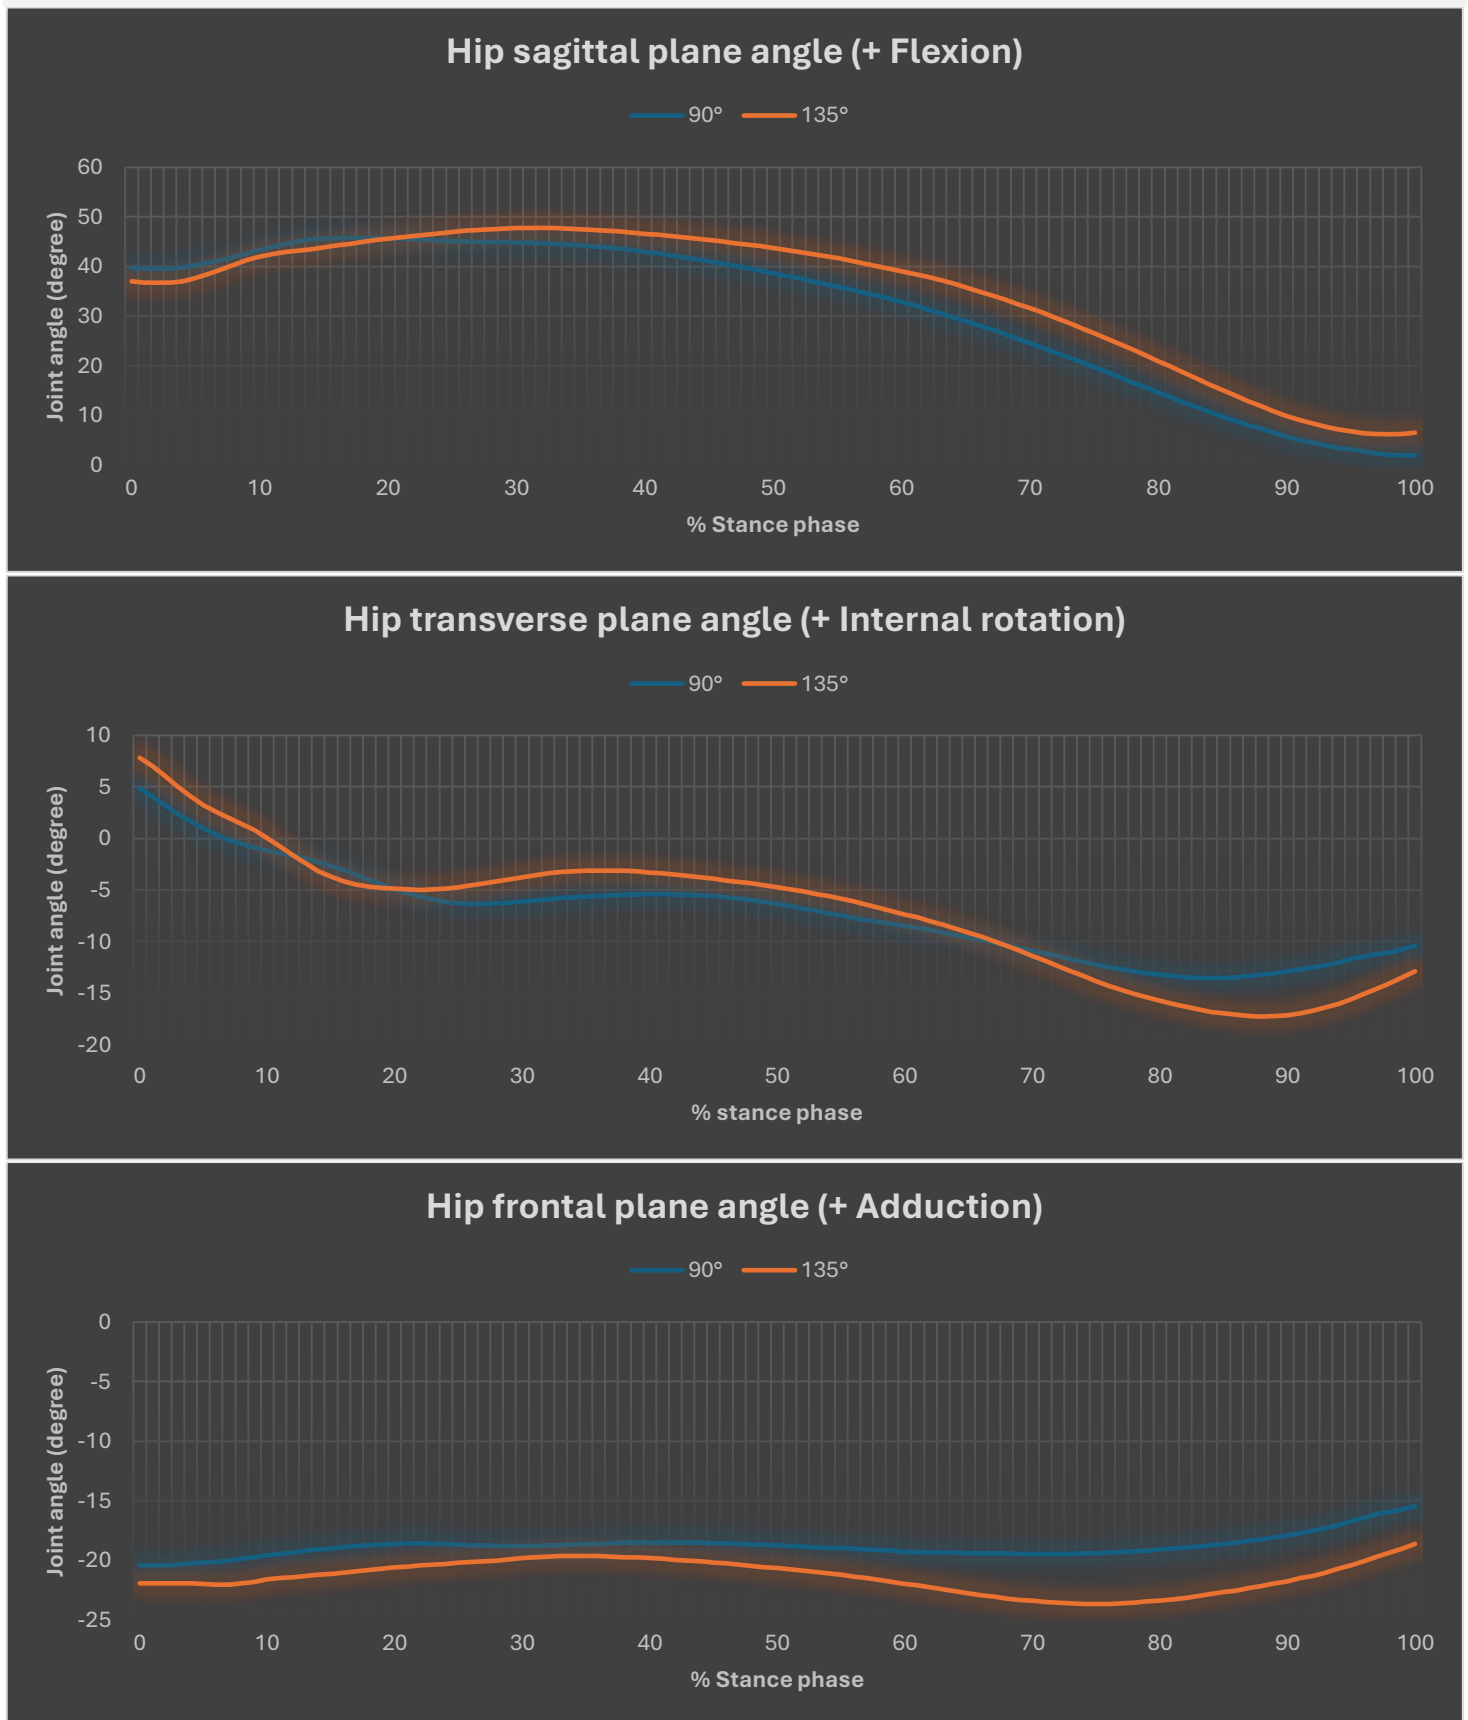 Hip sagittal plane angle (+ Flexion)
90° 135°
Joint angle (degree)
60
50
40
30
20
10
0
0 10 20 30 40 50 60 70 80 90 100
% Stance phase
Hip transverse plane angle (+ Internal rotation)
90° 135°
Joint angle (degree)
10
5
0
-5
-10
-15
-20
0 10 20 30 40 50 60 70 80 90 100
% stance phase
Hip frontal plane angle (+ Adduction)
90° 135°
Joint angle (degree)
0
-5
-10
-15
-20
-25
0 10 20 30 40 50 60 70 80 90 100
% Stance phase